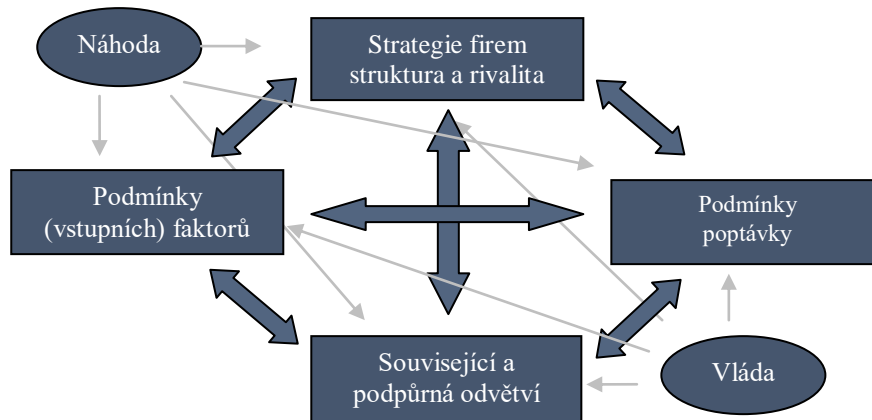 Náhoda
Strategie firem
struktura a rivalita
Podmínky
(vstupních) faktorů
Podmínky
poptávky
Související a
podpůrná odvětví
Vláda